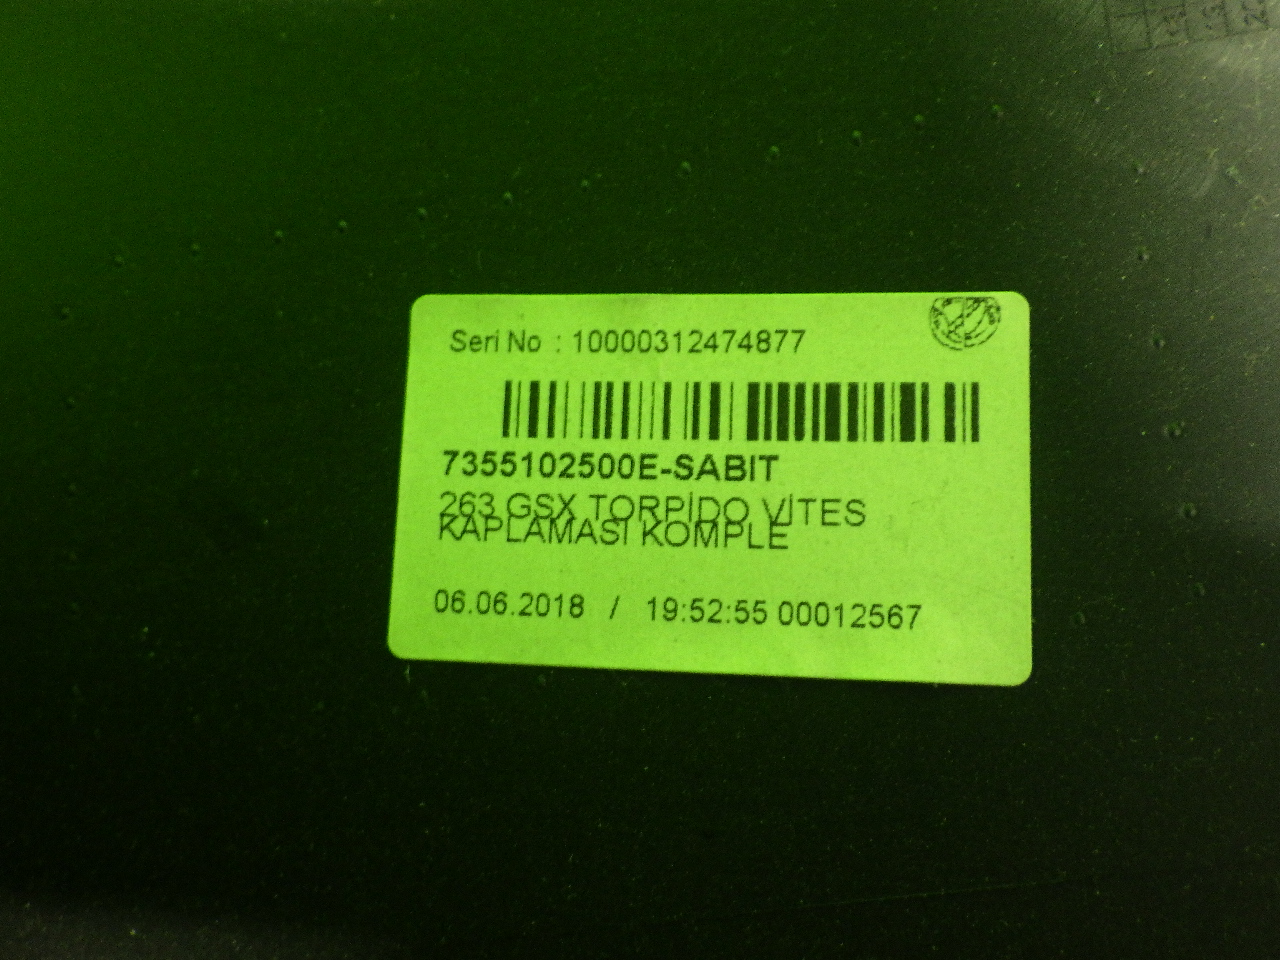 Seri No : 10000312474877
7355102500E-SABIT
263 GSX TORPİDO VİTES
KAPLAMASI KOMPLE
06.06.2018 / 19:52:55 00012567